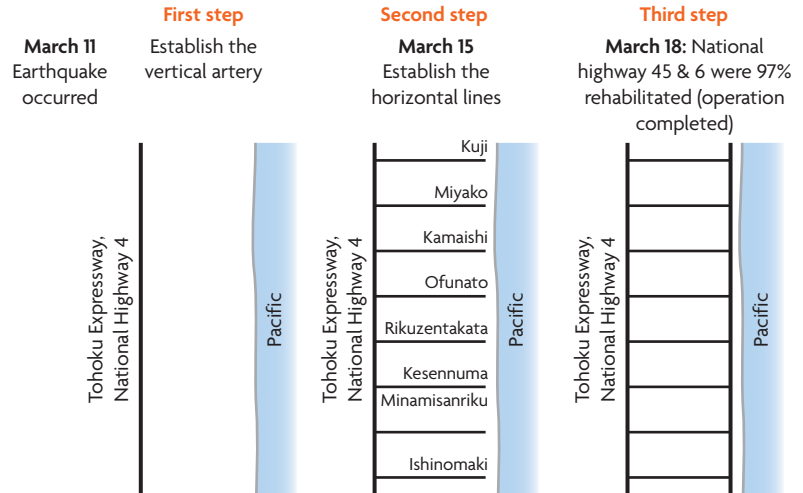 First step
Second step
Third step
March 11
Earthquake
occurred
Establish the
vertical artery
March 15
Establish the
horizontal lines
March 18: National
highway 45 & 6 were 97%
rehabilitated (operation
completed)
Tohoku Expressway,
National Highway 4
Pacific
Tohoku Expressway,
National Highway 4
Kuji
Miyako
Kamaishi
Ofunato
Rikuzentakata
Kesennuma
Minamisanriku
Ishinomaki
Pacific
Tohoku Expressway,
National Highway 4
Pacific